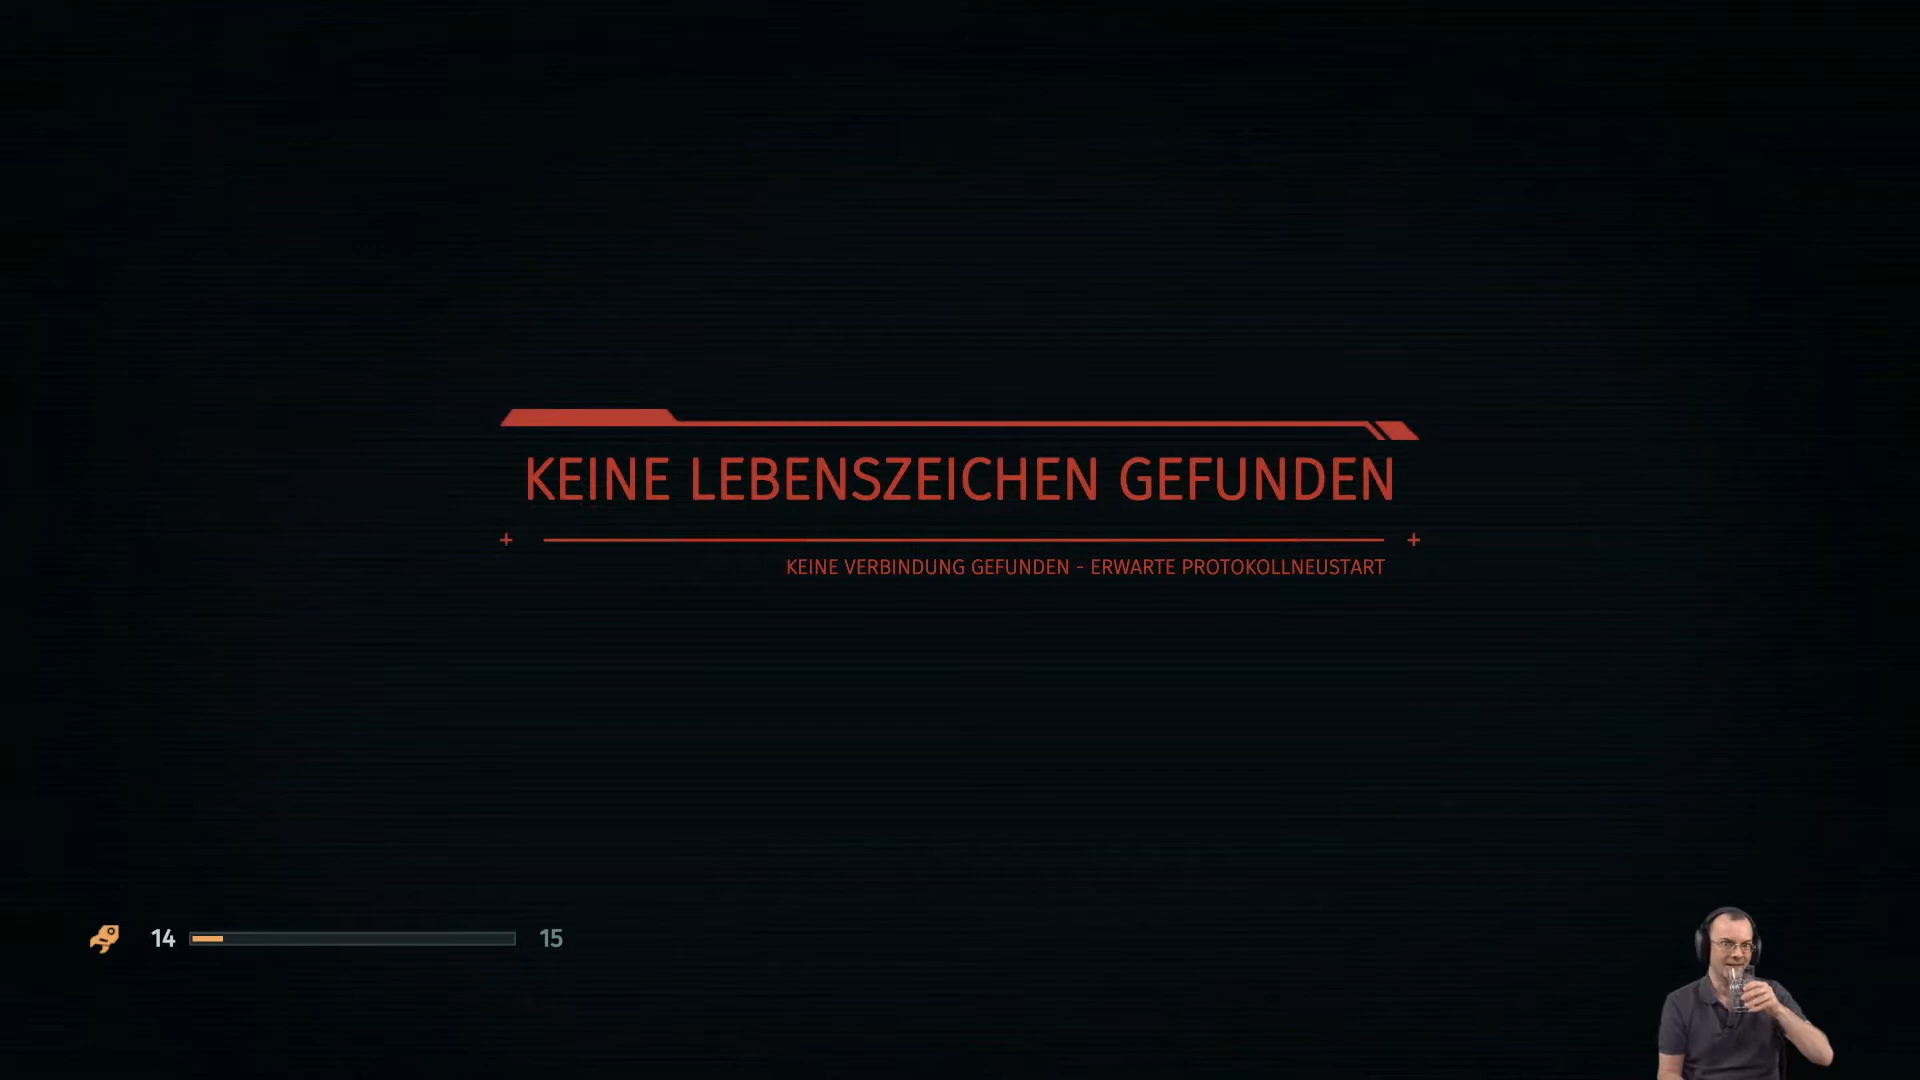 KEINE LEBENSZEICHEN GEFUNDEN
KEINE VERBINDUNG GEFUNDEN - ERWARTE PROTOKOLLNEUSTART
14 15